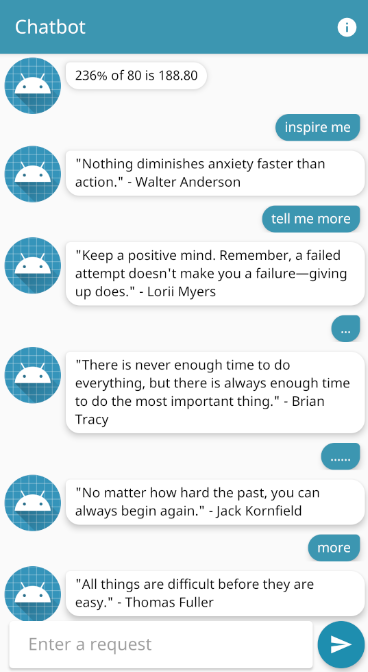 Chatbot
236% of 80 is 188.80
inspire me
"Nothing diminishes anxiety faster than
action." - Walter Anderson
tell me more
"Keep a positive mind. Remember, a failed
attempt doesn't make you a failure—giving
up does." - Lorii Myers
...
"There is never enough time to do
everything, but there is always enough time
to do the most important thing." - Brian
Tracy
......
"No matter how hard the past, you can
always begin again." - Jack Kornfield
more
"All things are difficult before they are
easy." - Thomas Fuller
Enter a request